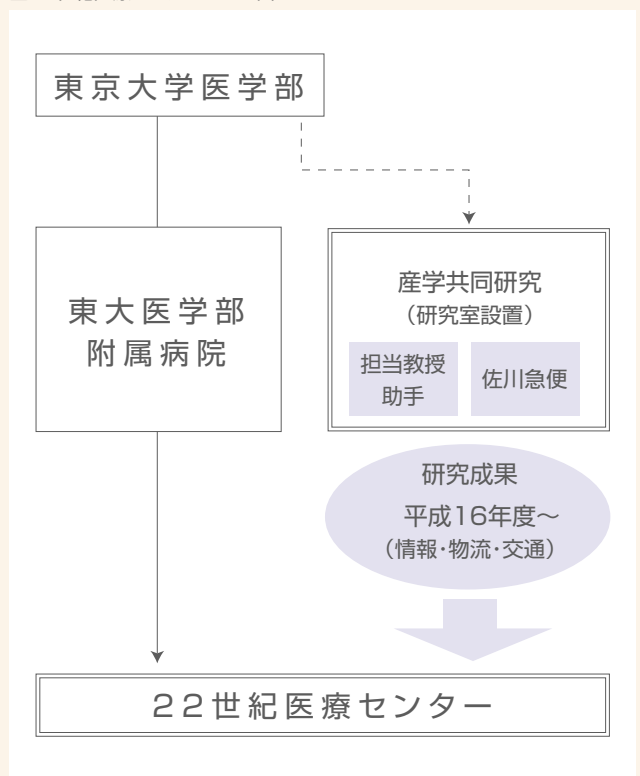 東京大学医学部
東大医学部
附属病院
産学共同研究
（研究室設置）
担当教授
助手
佐川急便
研究成果
平成16年度～
（情報・物流・交通）
22世紀医療センター